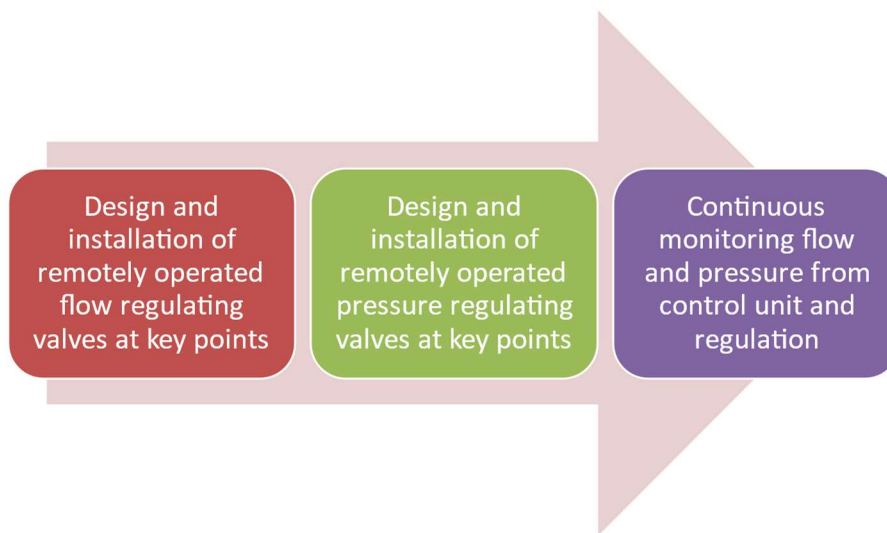 Design and
installation of
remotely operated
flow regulating
valves at key points
Design and
installation of
remotely operated
pressure regulating
valves at key points
Continuous
monitoring flow
and pressure from
control unit and
regulation